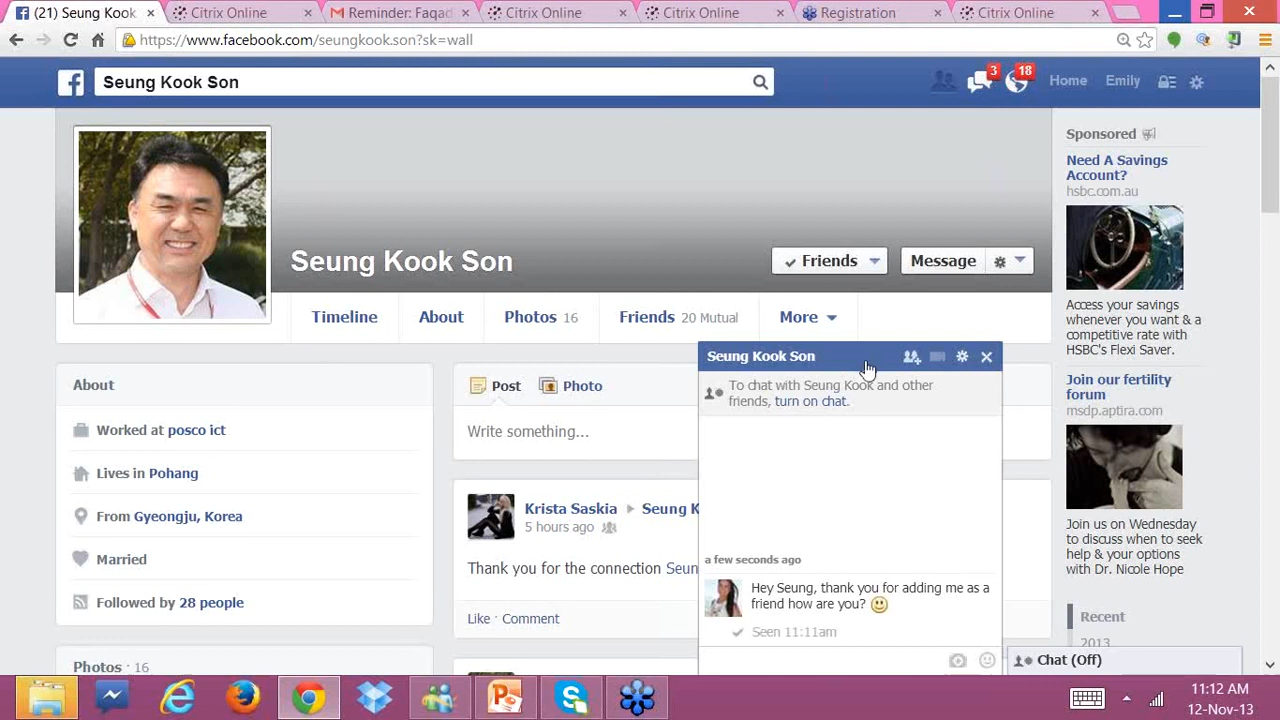 (21) Seung Kook
Citrix Online
Reminder: Faqad
Citrix Online
Citrix Online
Registration
Citrix Online
https://www.facebook.com/seungkook.son?sk=wall
Seung Kook Son
3
18
Home
Emily
Seung Kook Son
Friends
Message
Timeline
About
Photos 16
Friends 20 Mutual
More
Sponsored
Need A Savings
Account?
hsbc.com.au
Access your savings
whenever you want & a
competitive rate with
HSBC's Flexi Saver.
Join our fertility
forum
msdp.aptira.com
Join us on Wednesday
to discuss when to seek
help & your options
with Dr. Nicole Hope
About
Worked at posco ict
Lives in Pohang
From Gyeongju, Korea
Married
Followed by 28 people
Photos · 16
Post
Photo
Write something...
Krista Saskia
Seung K
5 hours ago
Thank you for the connection Seun
Like · Comment
Seung Kook Son
To chat with Seung Kook and other
friends, turn on chat.
a few seconds ago
Hey Seung, thank you for adding me as a
friend how are you?
Seen 11:11am
Recent
2013
Chat (Off)
11:12 AM
12-Nov-13